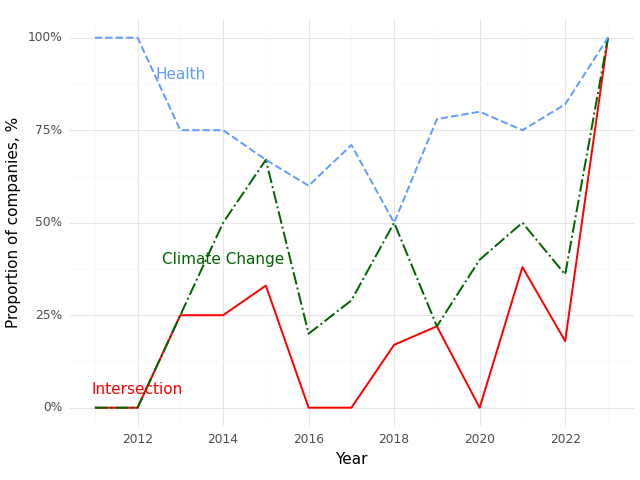 100%
75%
50%
25%
0%
Proportion of companies, %
Health
Climate Change
Intersection
2012
2014
2016
2018
2020
2022
Year